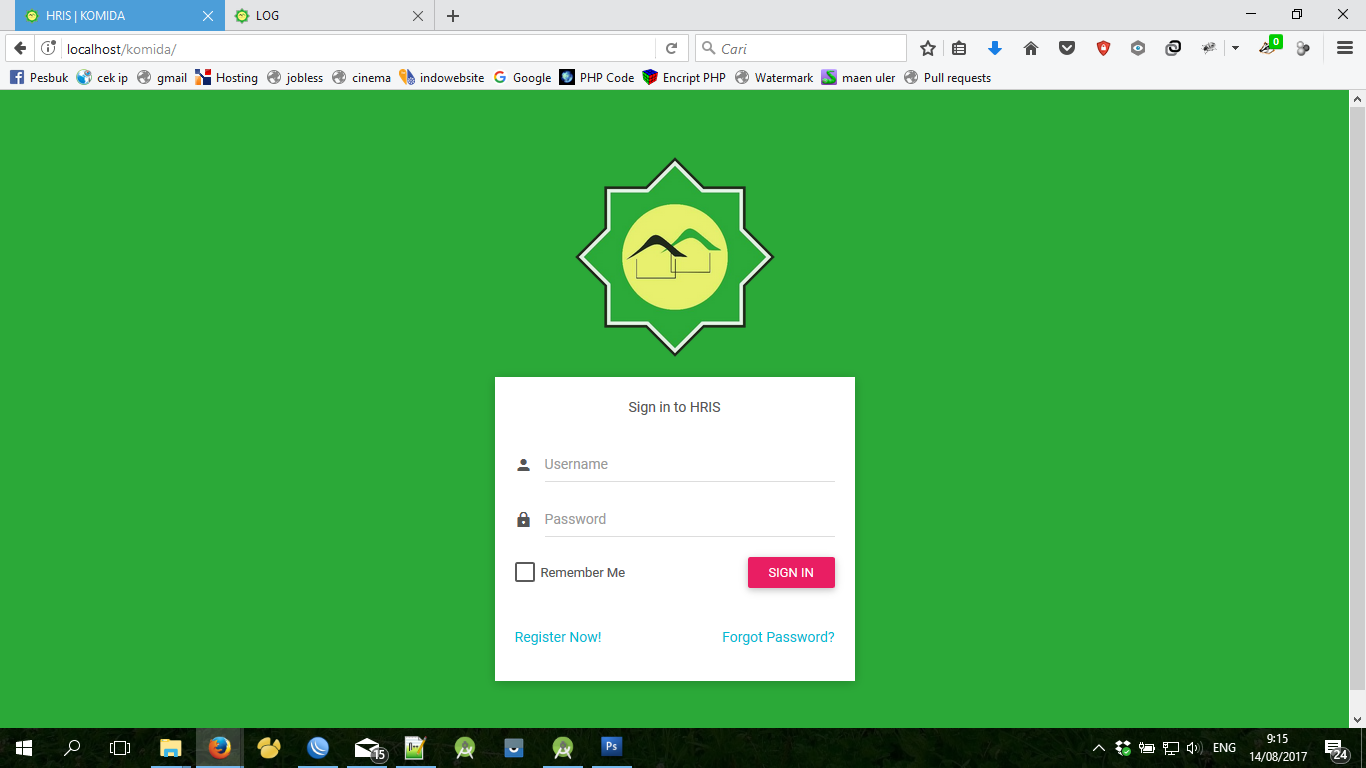 HRIS | KOMIDA
LOG
localhost/komida/
Cari
0
Pesbuk cek ip gmail Hosting jobless cinema indowebsite Google PHP Code Encript PHP Watermark maen uler Pull requests
Sign in to HRIS
Username
Password
Remember Me
SIGN IN
Register Now!
Forgot Password?
15
Ps
ENG
9:15
14/08/2017
24